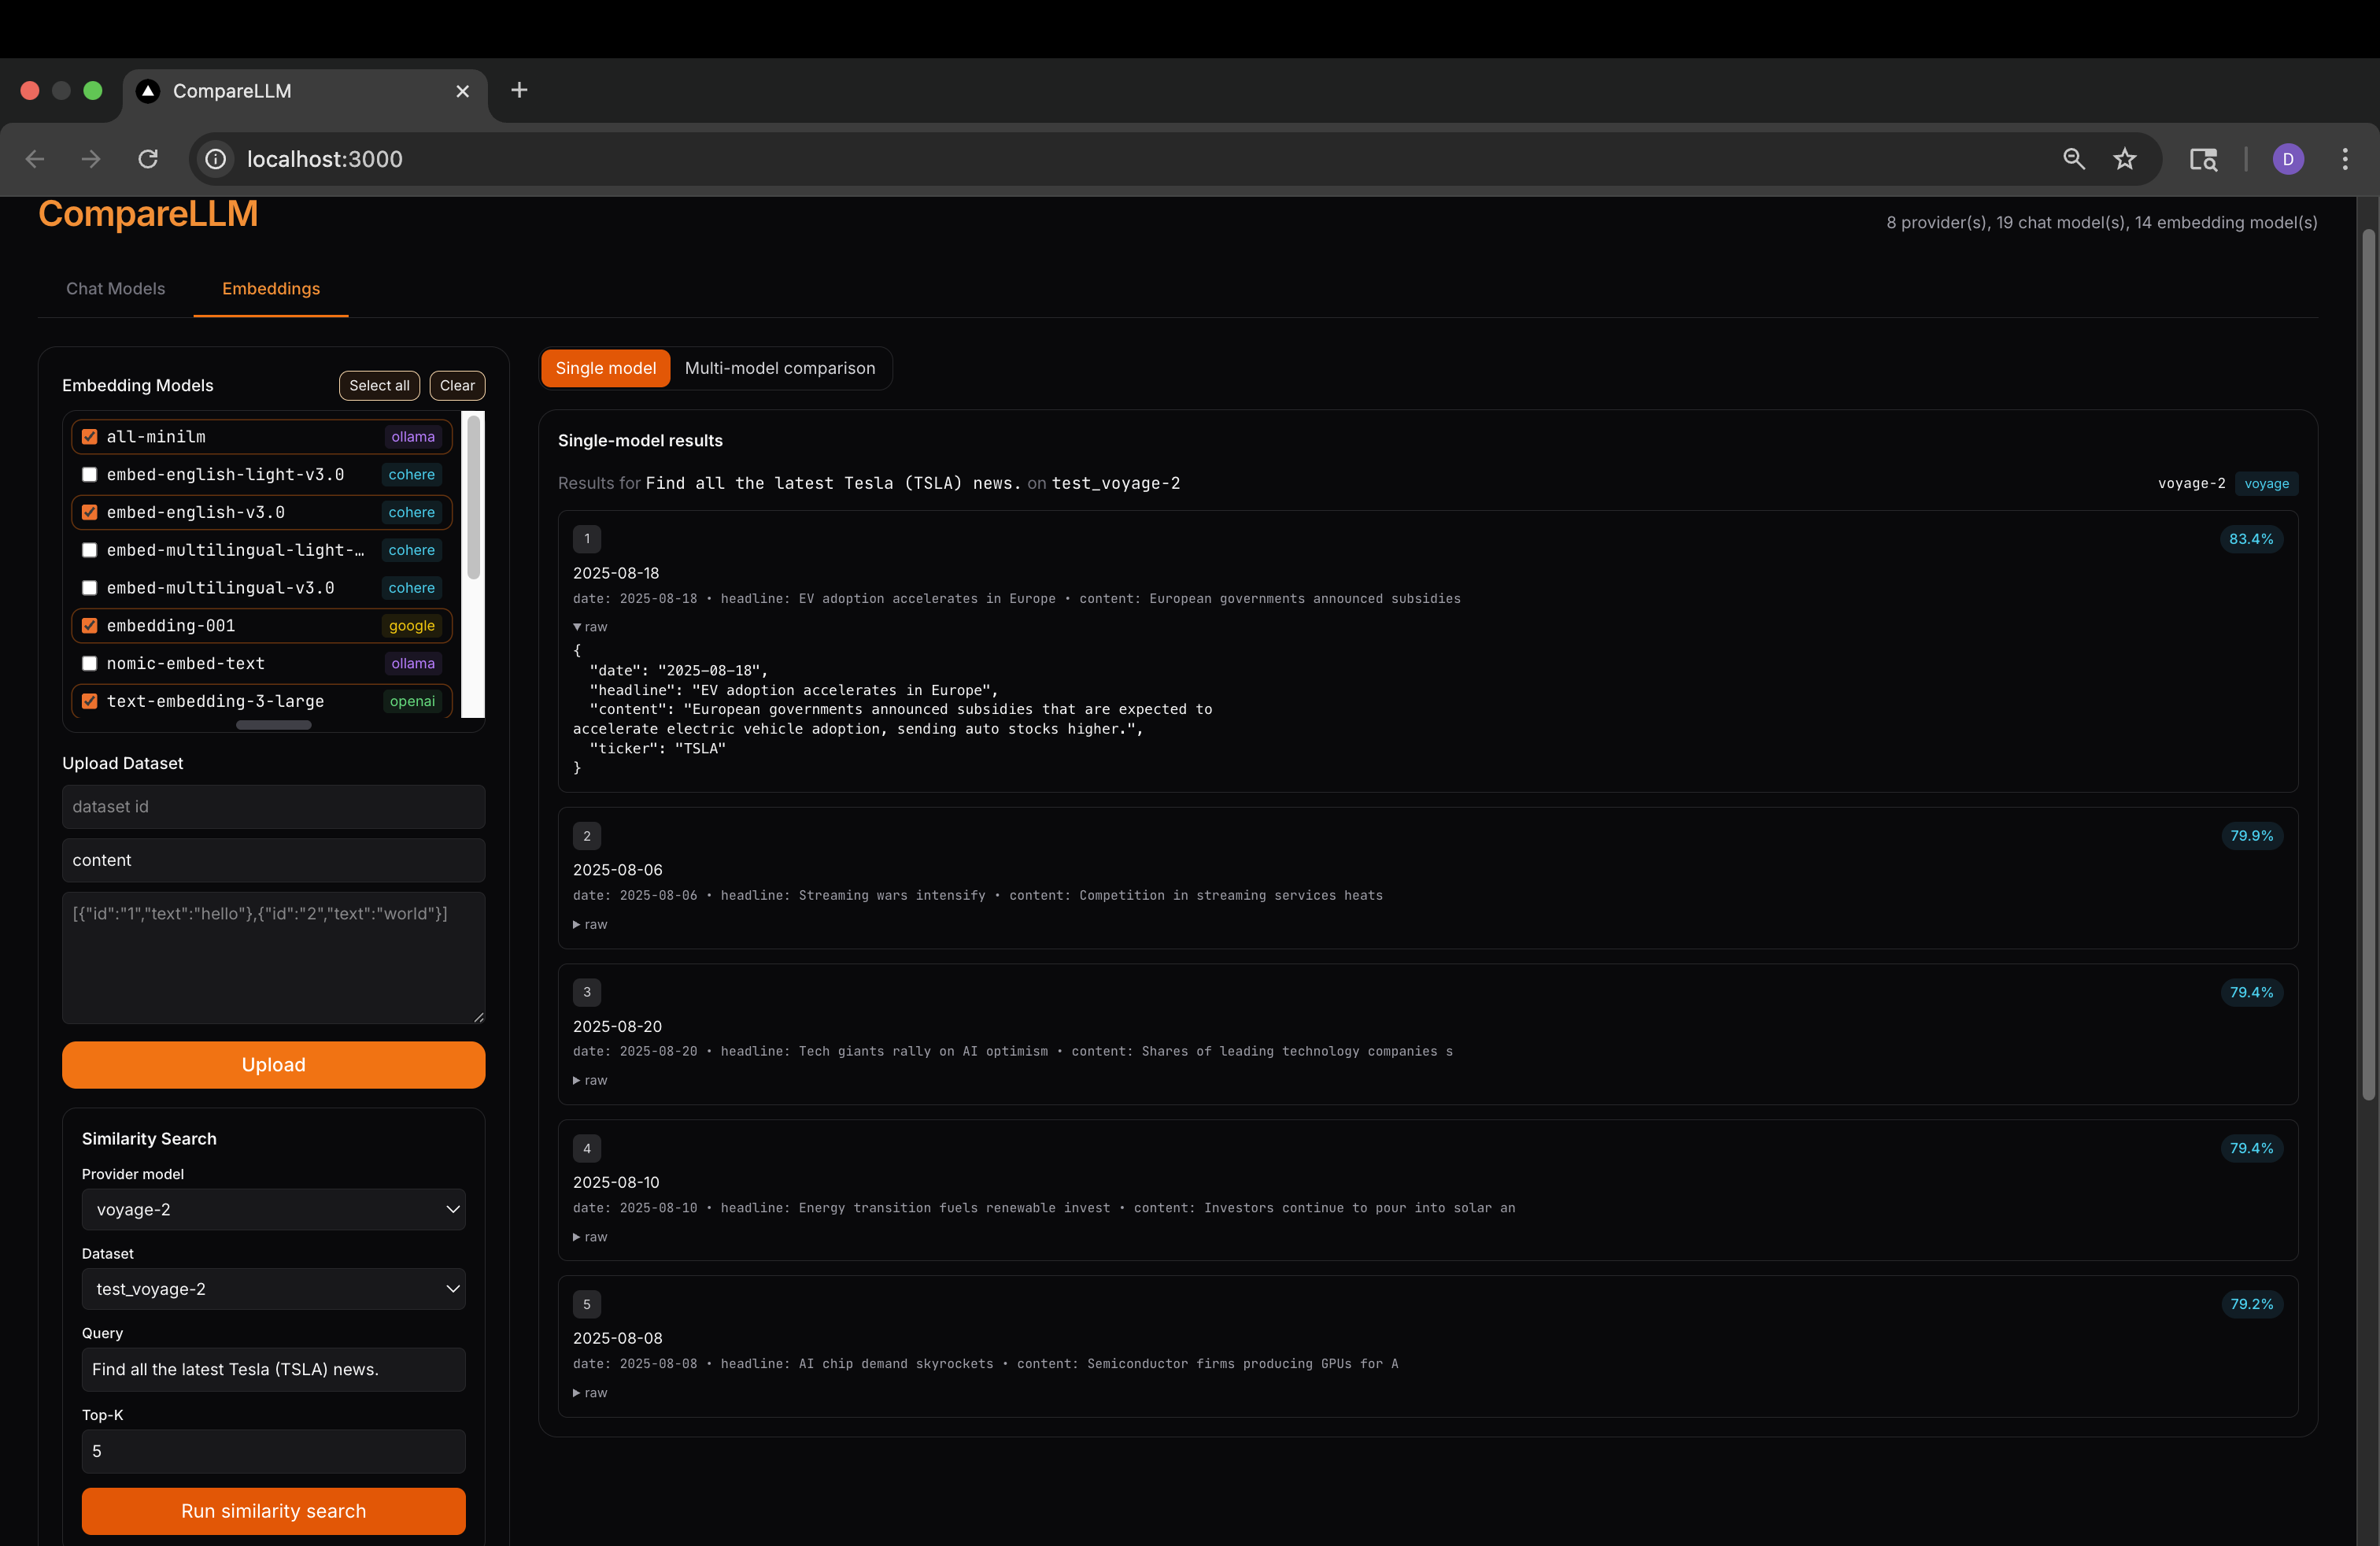 CompareLLM
localhost:3000
D
CompareLLM
8 provider(s), 19 chat model(s), 14 embedding model(s)
Chat Models
Embeddings
Embedding Models
Select all
Clear
all-minilm ollama
embed-english-light-v3.0 cohere
embed-english-v3.0 cohere
embed-multilingual-light-… cohere
embed-multilingual-v3.0 cohere
embedding-001 google
nomic-embed-text ollama
text-embedding-3-large openai
Upload Dataset
dataset id
content
[{"id":"1","text":"hello"},{"id":"2","text":"world"}]
Upload
Similarity Search
Provider model
voyage-2
Dataset
test_voyage-2
Query
Find all the latest Tesla (TSLA) news.
Top-K
5
Run similarity search
Single model
Multi-model comparison
Single-model results
Results for Find all the latest Tesla (TSLA) news. on test_voyage-2
voyage-2 voyage
1
83.4%
2025-08-18
date: 2025-08-18 • headline: EV adoption accelerates in Europe • content: European governments announced subsidies
▼ raw
{
"date": "2025-08-18",
"headline": "EV adoption accelerates in Europe",
"content": "European governments announced subsidies that are expected to
accelerate electric vehicle adoption, sending auto stocks higher.",
"ticker": "TSLA"
}
2
79.9%
2025-08-06
date: 2025-08-06 • headline: Streaming wars intensify • content: Competition in streaming services heats
▶ raw
3
79.4%
2025-08-20
date: 2025-08-20 • headline: Tech giants rally on AI optimism • content: Shares of leading technology companies s
▶ raw
4
79.4%
2025-08-10
date: 2025-08-10 • headline: Energy transition fuels renewable invest • content: Investors continue to pour into solar an
▶ raw
5
79.2%
2025-08-08
date: 2025-08-08 • headline: AI chip demand skyrockets • content: Semiconductor firms producing GPUs for A
▶ raw